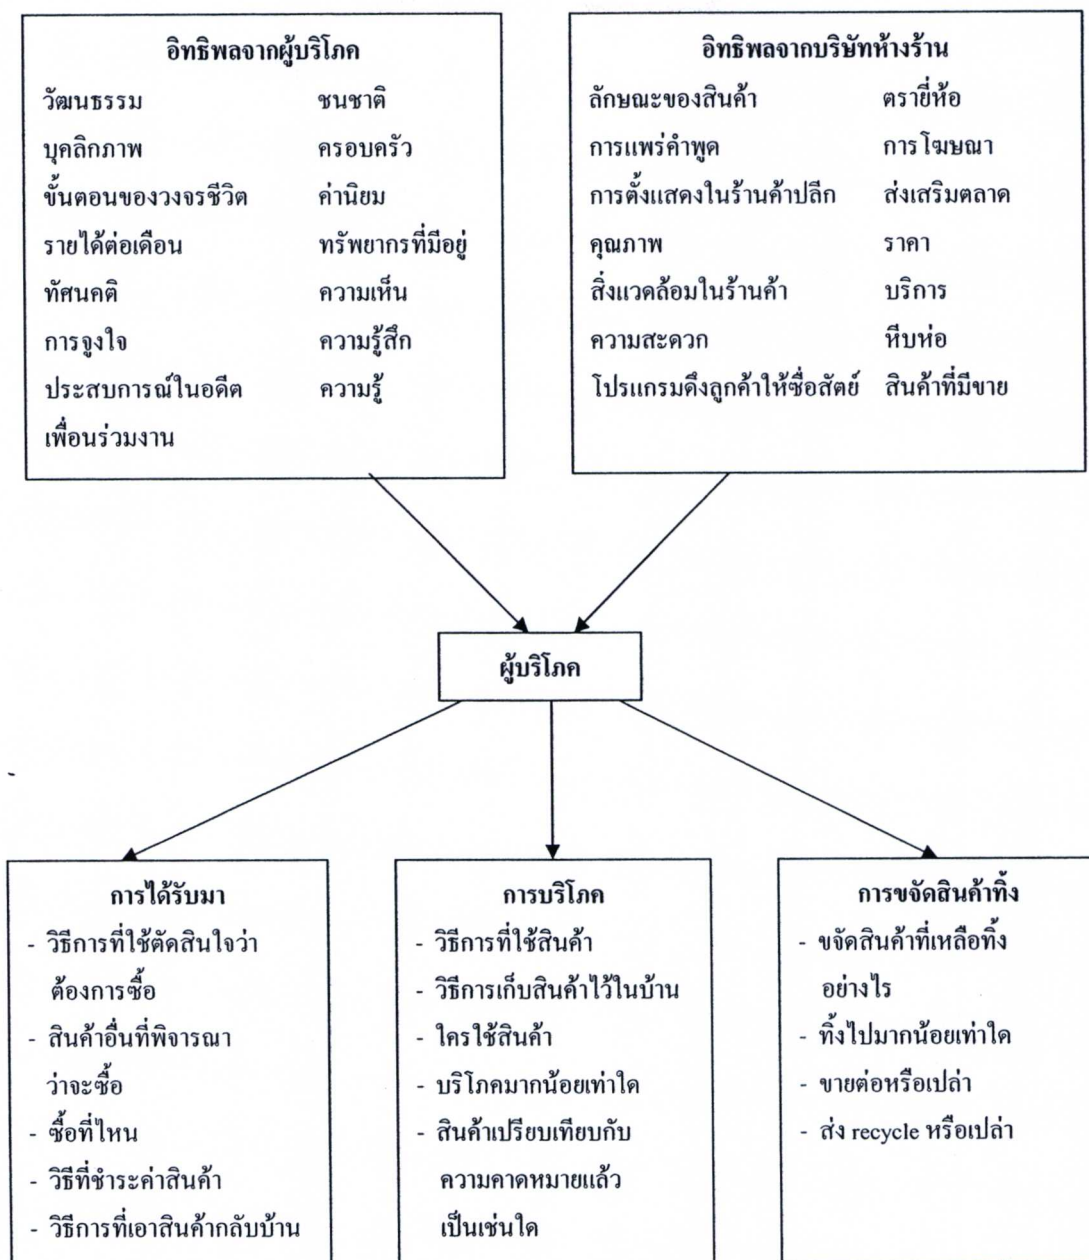 อิทธิพลจากผู้บริโภค
วัฒนธรรม ชนชาติ
บุคลิกภาพ ครอบครัว
ขั้นตอนของวงจรชีวิต ค่านิยม
รายได้ต่อเดือน ทรัพยากรที่มีอยู่
ทัศนคติ ความเห็น
การจูงใจ ความรู้สึก
ประสบการณ์ในอดีต ความรู้
เพื่อนร่วมงาน
อิทธิพลจากบริษัทห้างร้าน
ลักษณะของสินค้า ตรายี่ห้อ
การแพร่คำพูด การโฆษณา
การตั้งแสดงในร้านค้าปลีก ส่งเสริมตลาด
คุณภาพ ราคา
สิ่งแวดล้อมในร้านค้า บริการ
ความสะดวก หีบห่อ
โปรแกรมดึงลูกค้าให้ซื่อสัตย์ สินค้าที่มีขาย
ผู้บริโภค
การได้รับมา
- วิธีการที่ใช้ตัดสินใจว่า
ต้องการซื้อ
- สินค้าอื่นที่พิจารณา
ว่าจะซื้อ
- ซื้อที่ไหน
- วิธีที่ชำระค่าสินค้า
- วิธีการที่เอาสินค้ากลับบ้าน
การบริโภค
- วิธีการที่ใช้สินค้า
- วิธีการเก็บสินค้าไว้ในบ้าน
- ใครใช้สินค้า
- บริโภคมากน้อยเท่าใด
- สินค้าเปรียบเทียบกับ
ความคาดหมายแล้ว
เป็นเช่นใด
การขจัดสินค้าทิ้ง
- ขจัดสินค้าที่เหลือทิ้ง
อย่างไร
- ทิ้งไปมากน้อยเท่าใด
- ขายต่อหรือเปล่า
- ส่ง recycle หรือเปล่า